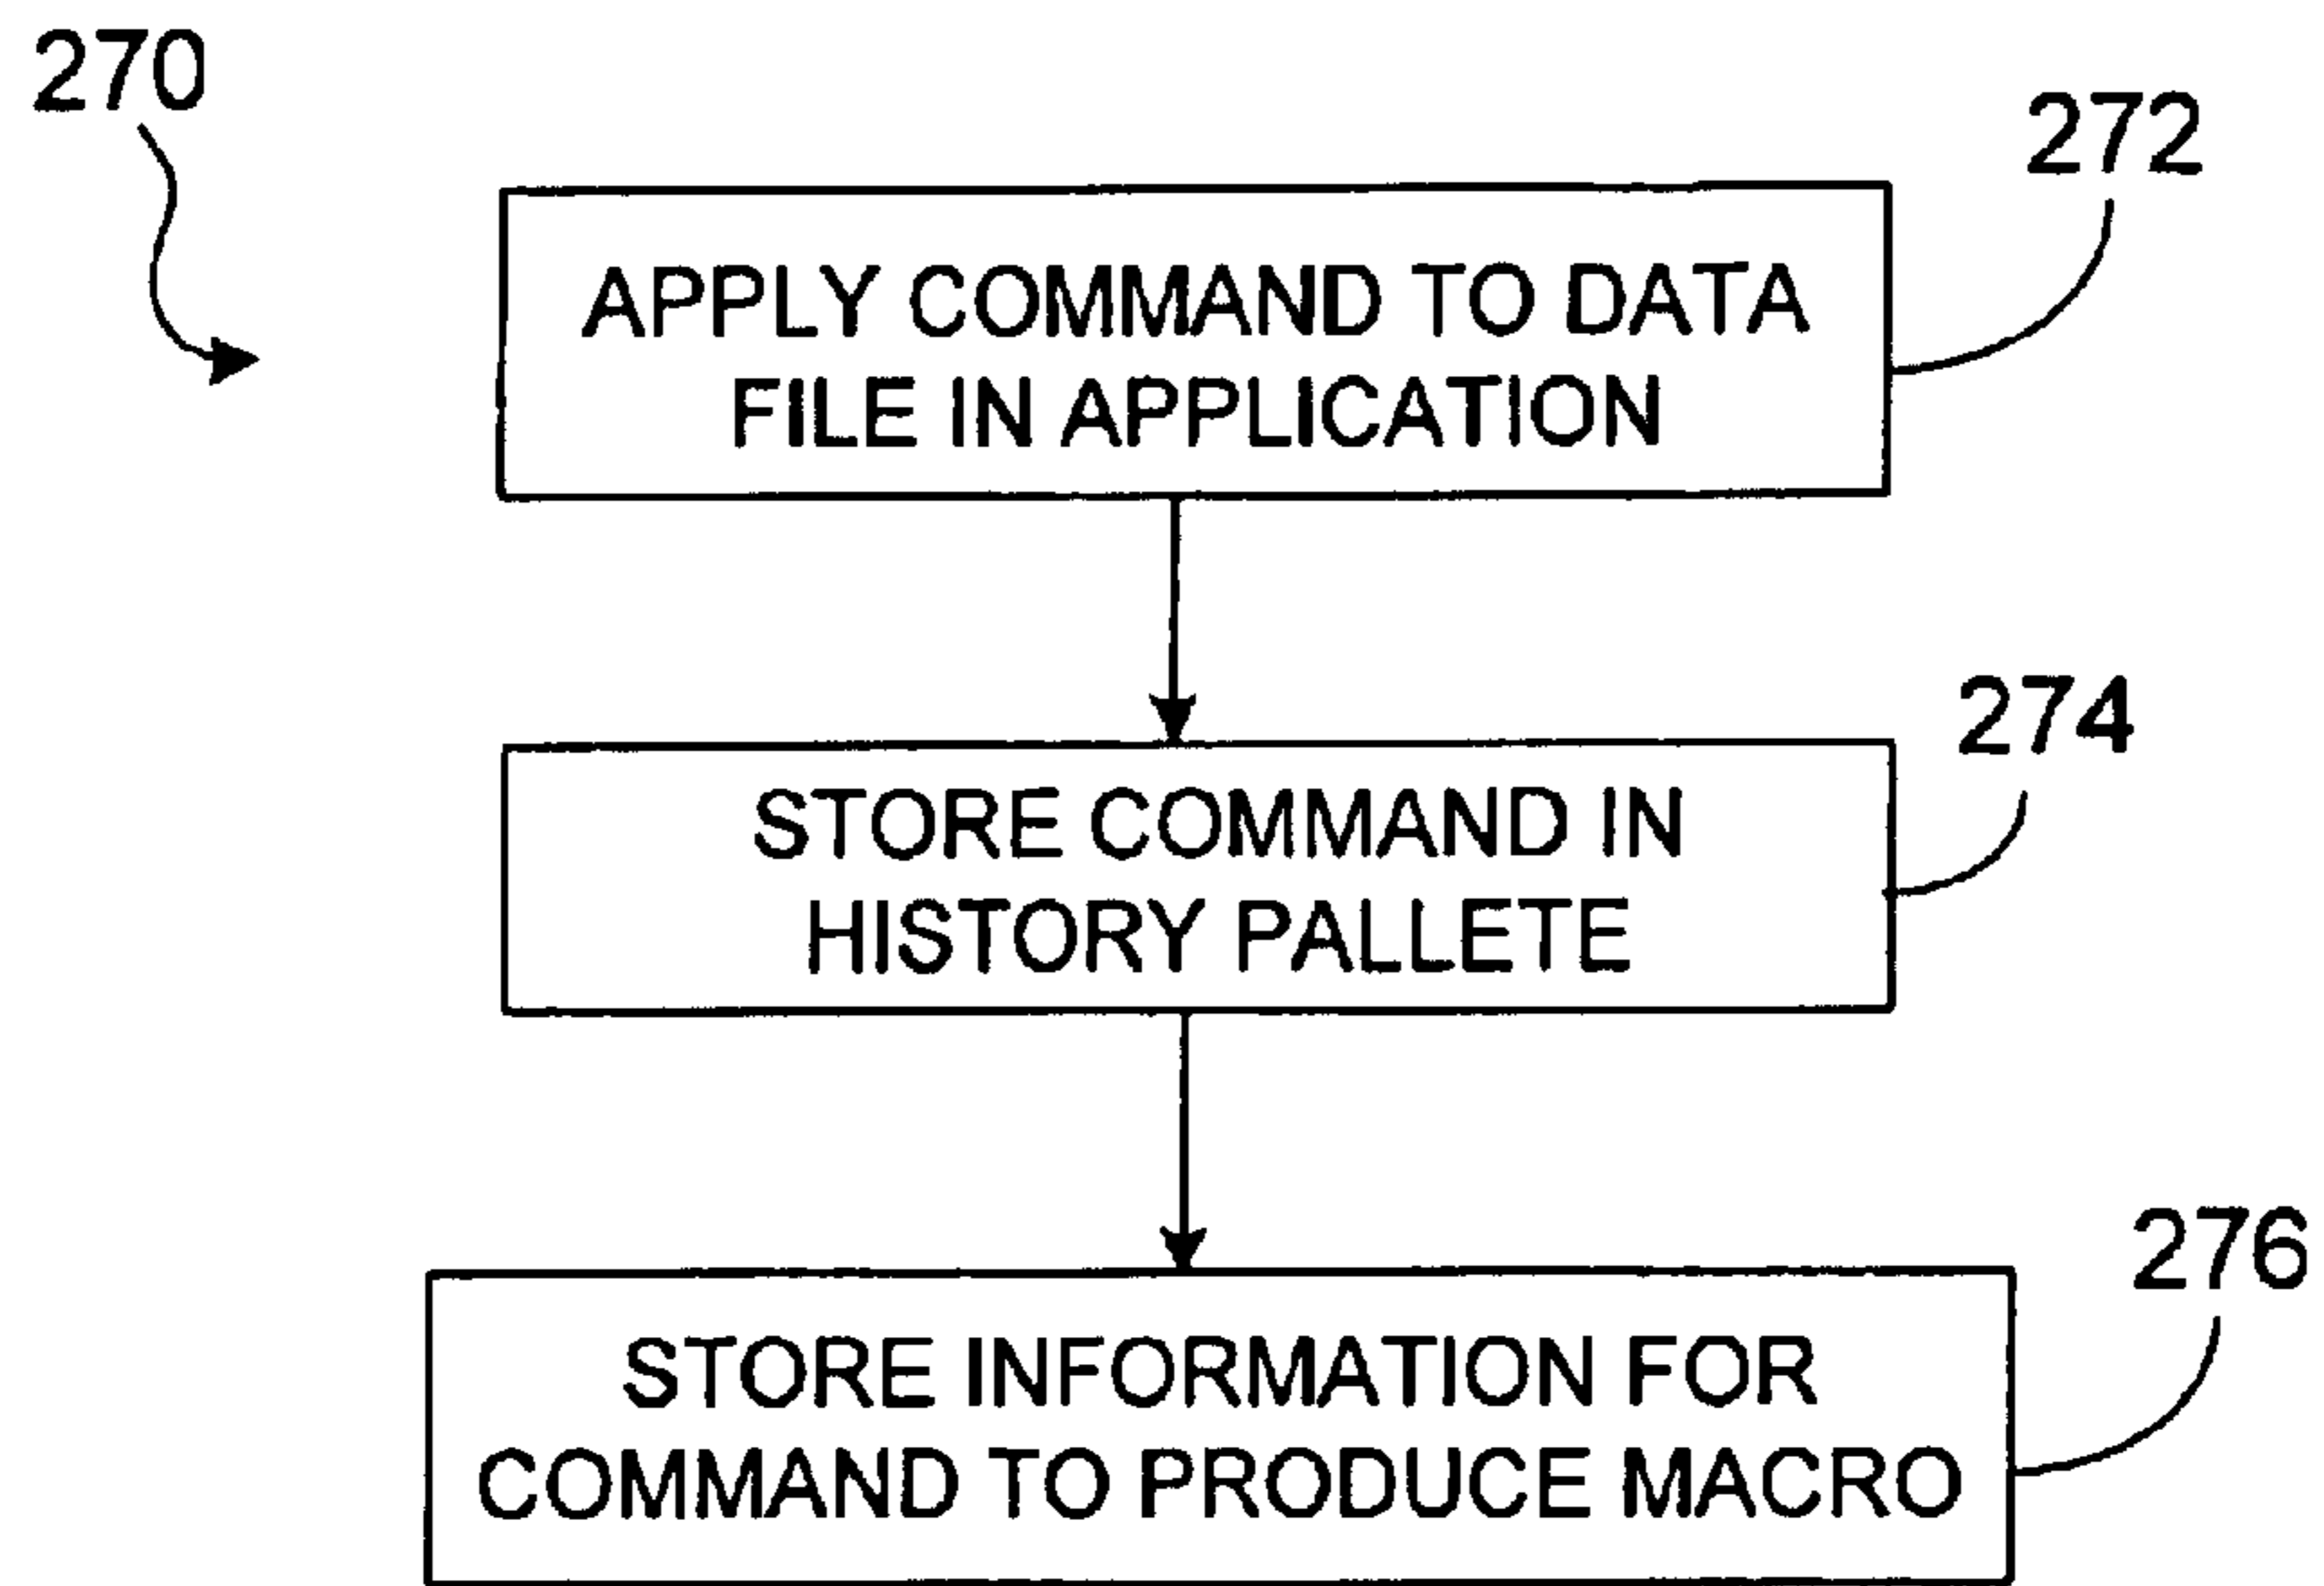 270
272
APPLY COMMAND TO DATA
FILE IN APPLICATION
274
STORE COMMAND IN
HISTORY PALLETE
276
STORE INFORMATION FOR
COMMAND TO PRODUCE MACRO